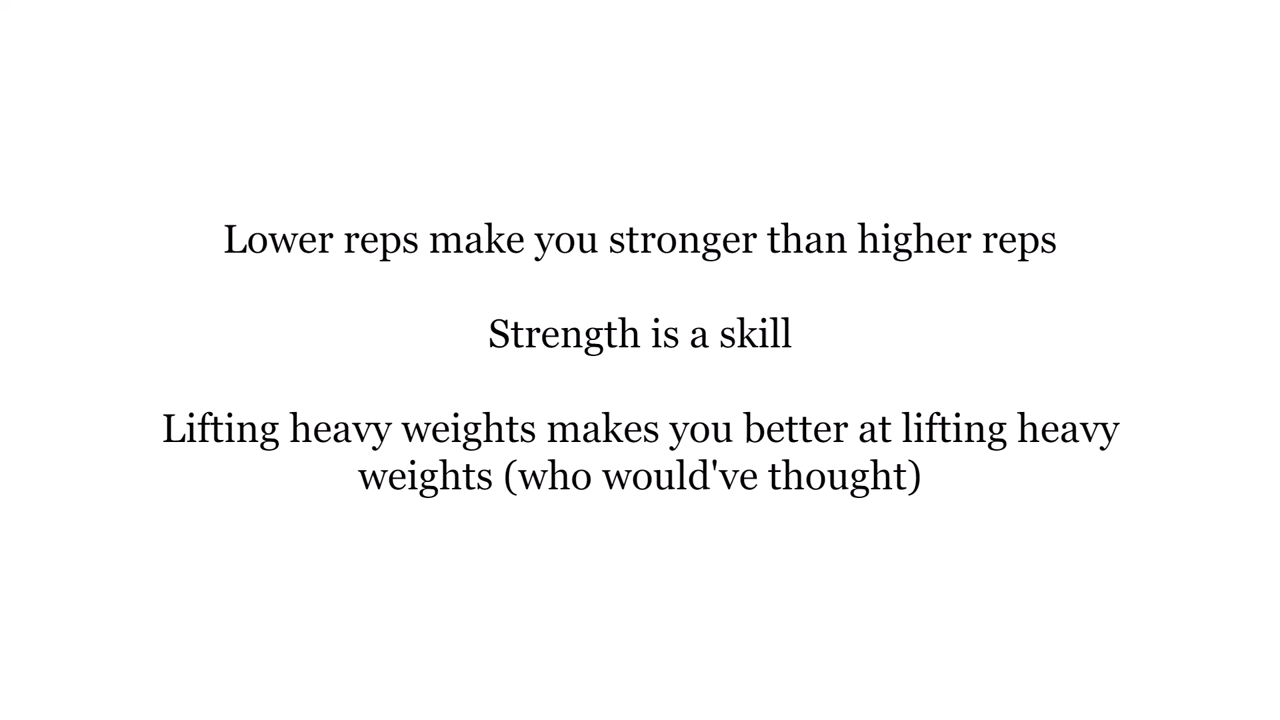 Lower reps make you stronger than higher reps
Strength is a skill
Lifting heavy weights makes you better at lifting heavy
weights (who would've thought)